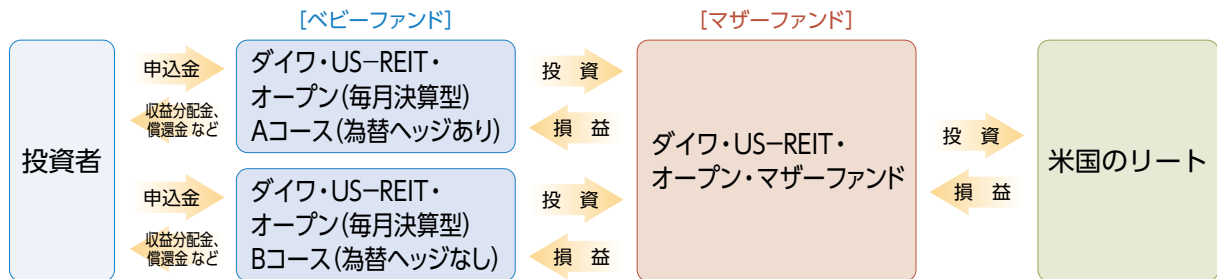 [ベビーファンド]
[マザーファンド]
投資者
申込金
収益分配金、
償還金 など
ダイワ・US−REIT・
オープン(毎月決算型)
Aコース(為替ヘッジあり)
投 資
損 益
申込金
収益分配金、
償還金 など
ダイワ・US−REIT・
オープン(毎月決算型)
Bコース(為替ヘッジなし)
投 資
損 益
ダイワ・US−REIT・
オープン・マザーファンド
投 資
損 益
米国のリート